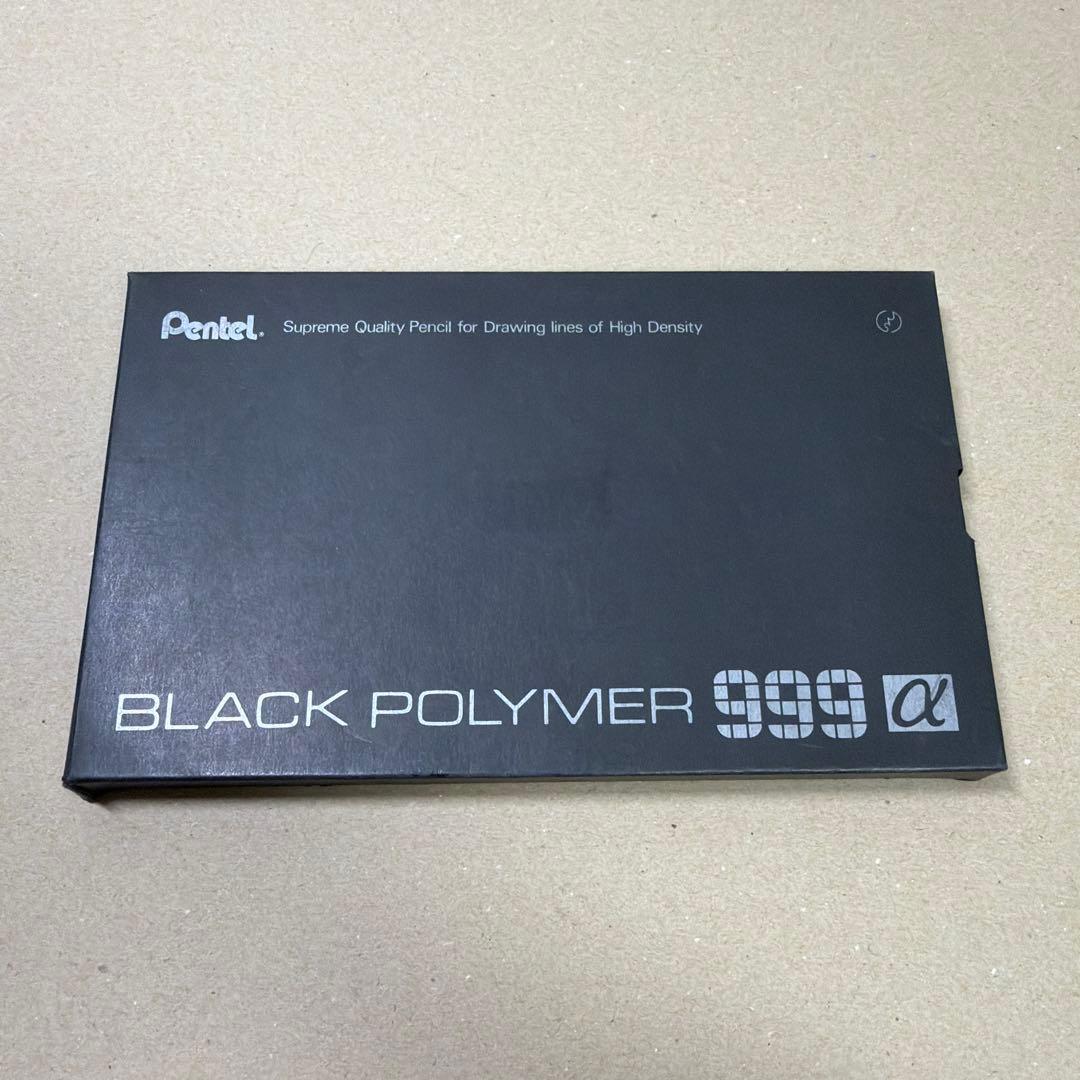 Pentel. Supreme Quality Pencil for Drawing lines of High Density
BLACK POLYMER 999 α